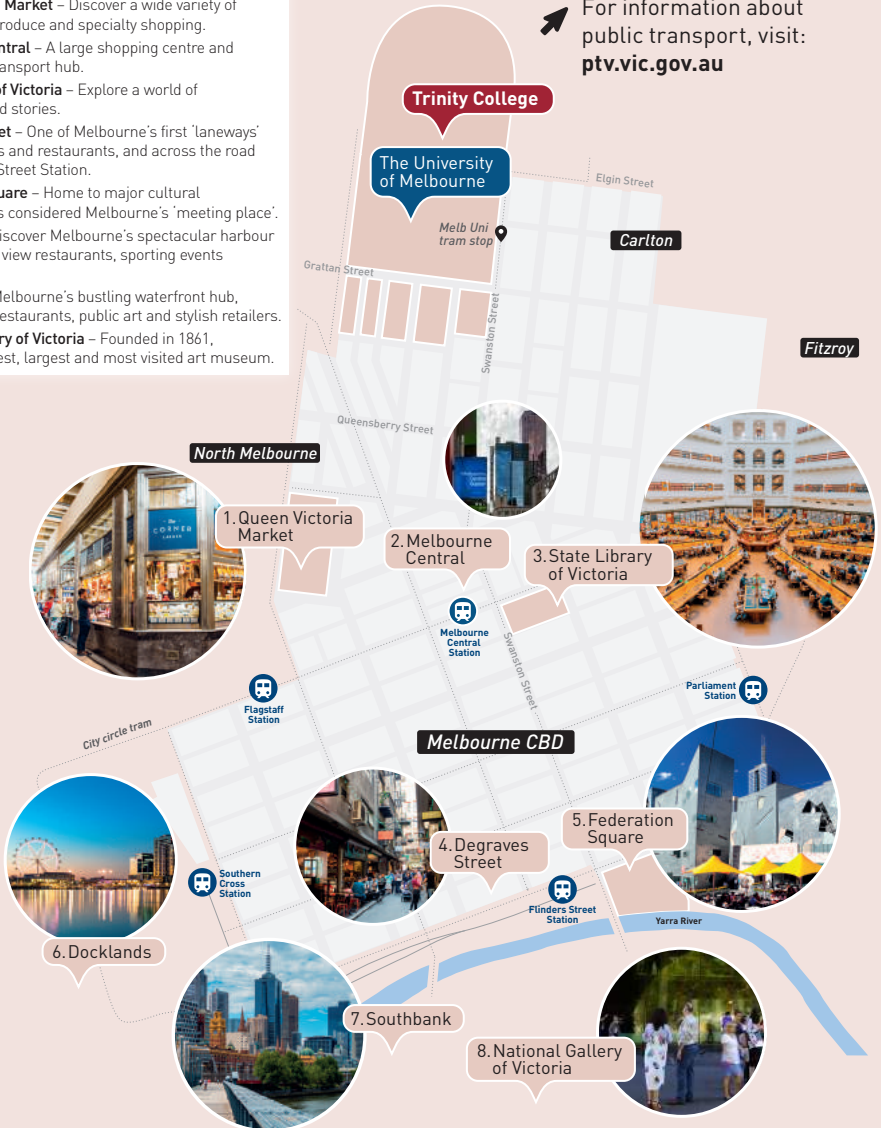 Market – Discover a wide variety of
roduce and specialty shopping.
ntral – A large shopping centre and
ansport hub.
of Victoria – Explore a world of
d stories.
et – One of Melbourne's first 'laneways'
s and restaurants, and across the road
Street Station.
uare – Home to major cultural
s considered Melbourne's 'meeting place'.
iscover Melbourne's spectacular harbour
view restaurants, sporting events
Melbourne's bustling waterfront hub,
estaurants, public art and stylish retailers.
ry of Victoria – Founded in 1861,
est, largest and most visited art museum.
For information about
public transport, visit:
ptv.vic.gov.au
Trinity College
The University
of Melbourne
Elgin Street
Melb Uni
tram stop
Carlton
Grattan Street
Swanston Street
Fitzroy
Queensberry Street
North Melbourne
The
CORNER
LARDER
1.Queen Victoria
Market
2.Melbourne
Central
3.State Library
of Victoria
Melbourne
Central
Station
Swanston Street
Flagstaff
Station
Parliament
Station
City circle tram
Melbourne CBD
4.Degraves
Street
5.Federation
Square
Southern
Cross
Station
Flinders Street
Station
Yarra River
6.Docklands
7.Southbank
8.National Gallery
of Victoria